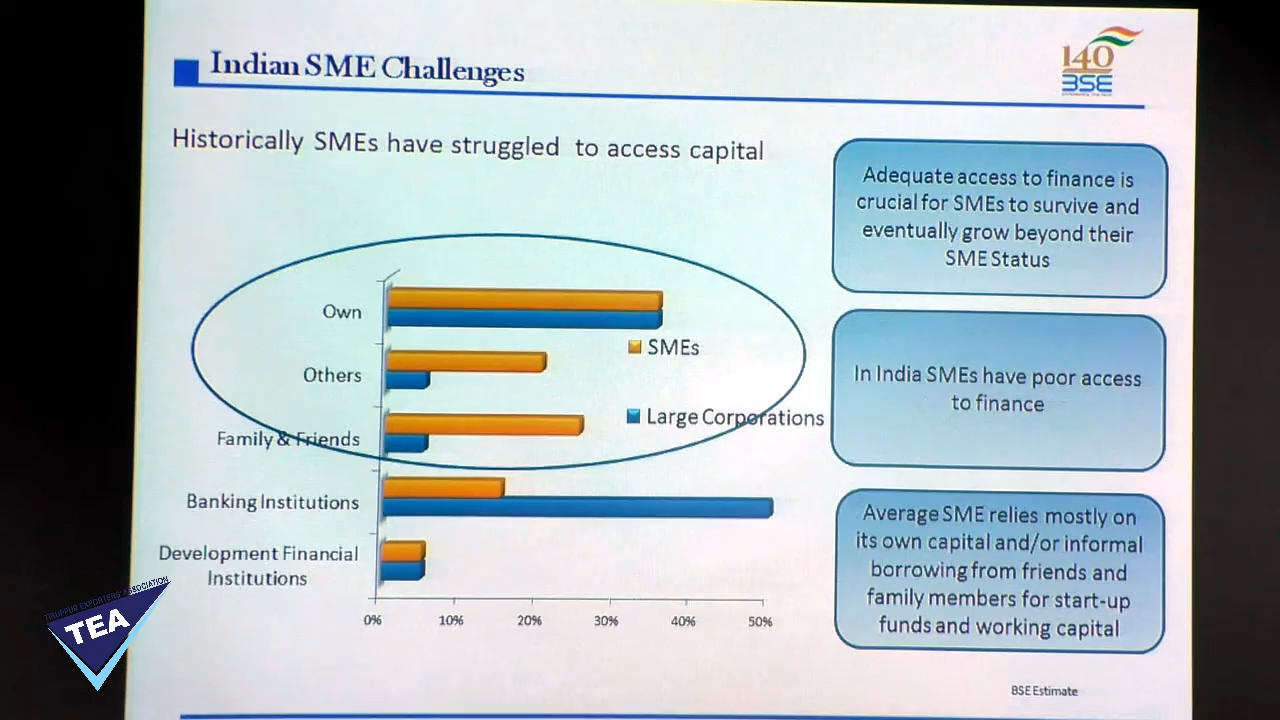 Indian SME Challenges
140
BSE
Historically SMEs have struggled to access capital
Own
Others
Family & Friends
Banking Institutions
Development Financial
Institutions
0% 10% 20% 30% 40% 50%
SMEs
Large Corporations
Adequate access to finance is
crucial for SMEs to survive and
eventually grow beyond their
SME Status
In India SMEs have poor access
to finance
Average SME relies mostly on
its own capital and/or informal
borrowing from friends and
family members for start-up
funds and working capital
BSE Estimate
TIRUPUR EXPORTERS' ASSOCIATION
TEA